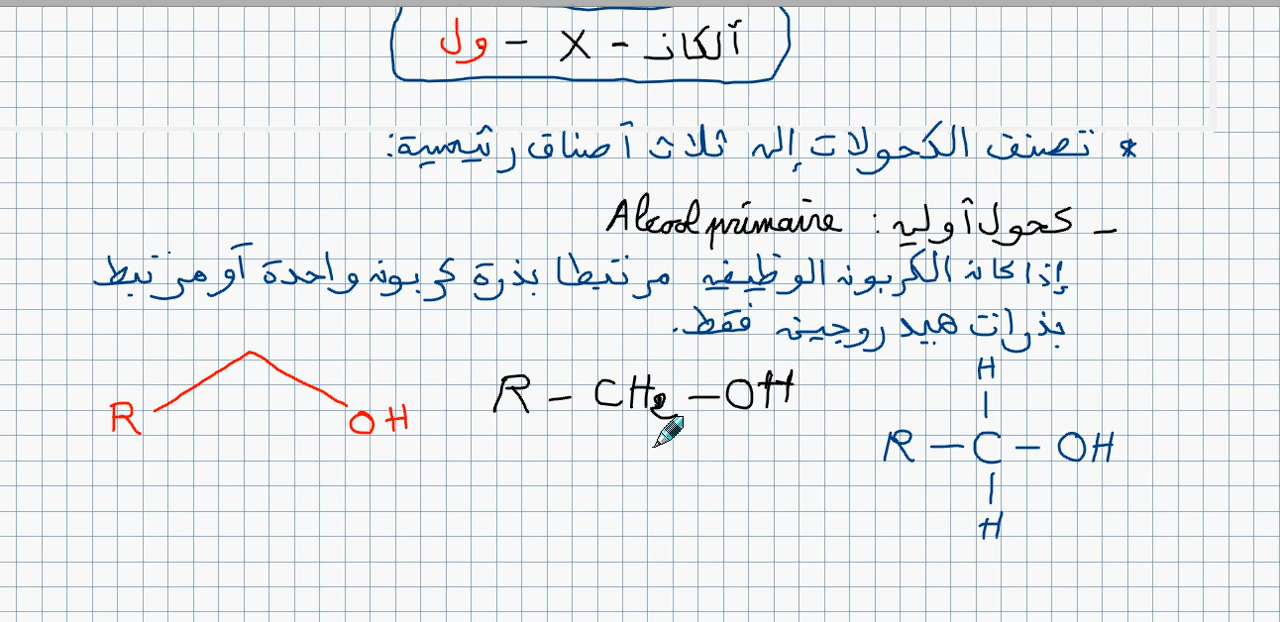 ألكان - X - ول
* تصنف الكحولات إلى ثلاث أصناف رئيسية:
- كحول أولي : Alcool primaire
إذا كان الكربون الوظيفي مرتبطا بذرة كربون واحدة أو مرتبط
بذرات هيدروجين فقط.
R OH
R - CH2 - OH
H
|
R - C - OH
|
H